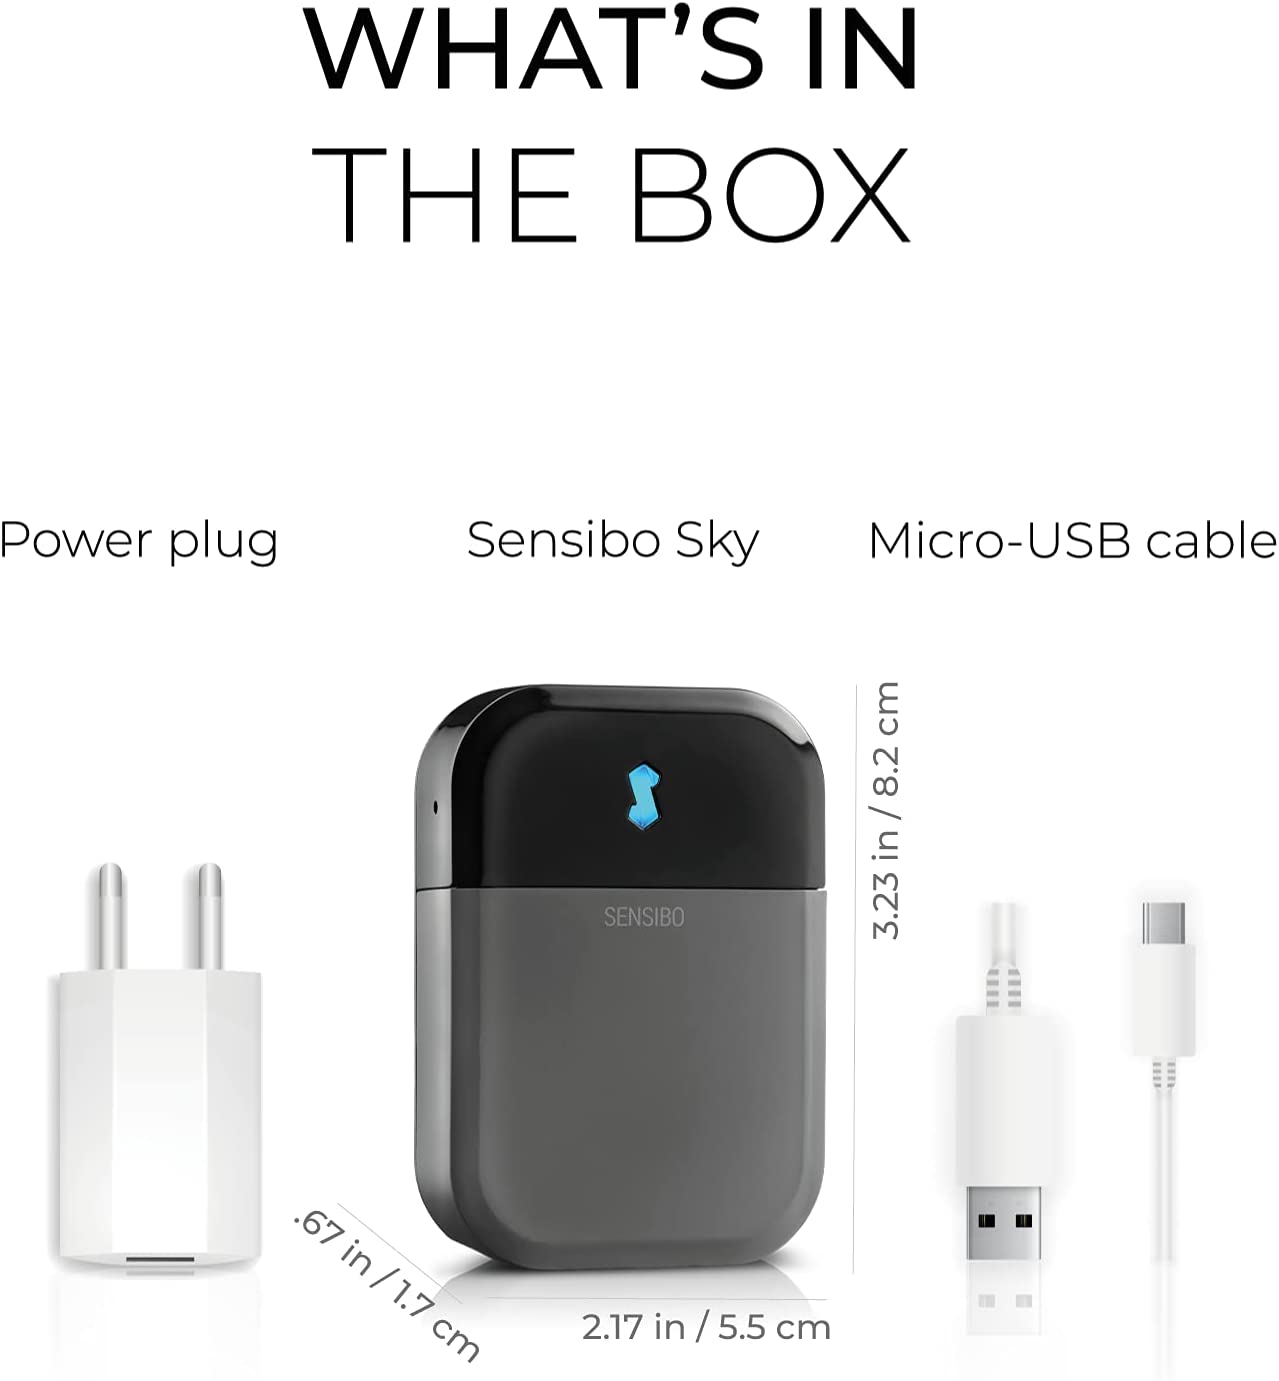 WHAT'S IN
THE BOX
Power plug
Sensibo Sky
Micro-USB cable
3.23 in / 8.2 cm
SENSIBO
.67 in / 1.7 cm
2.17 in / 5.5 cm